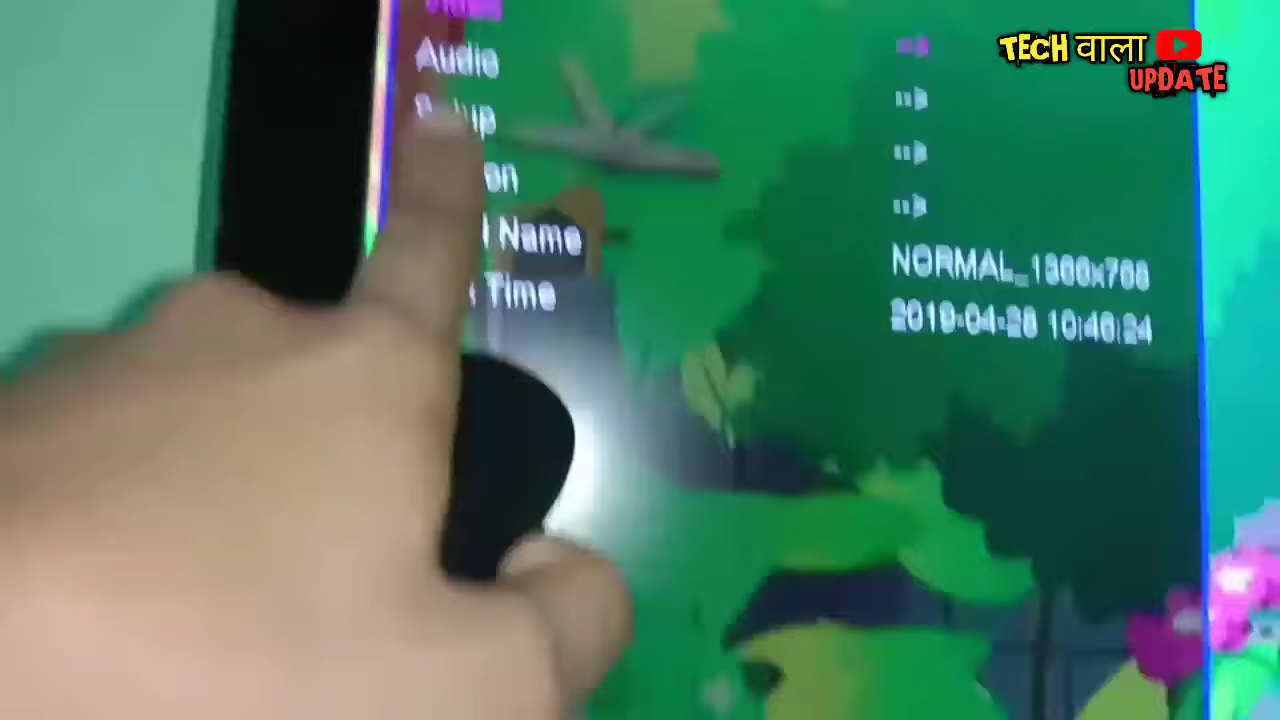 TECH वाला
UPDATE
Audio
Name
Time
NORMAL_1366x768
2019-04-28 10:46:24